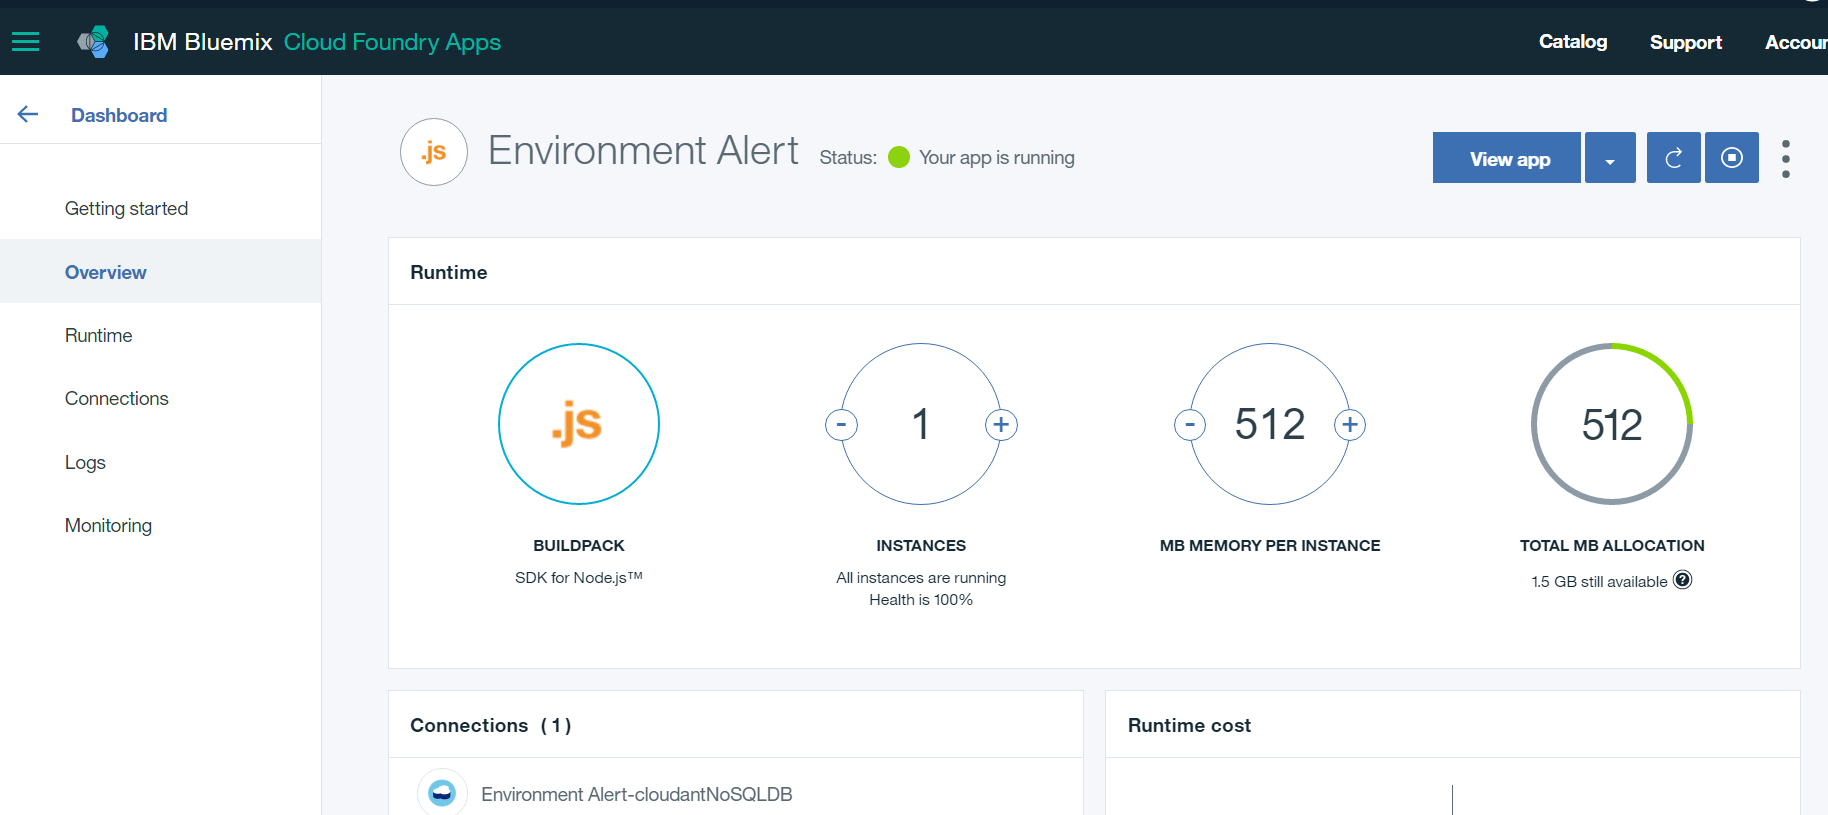 IBM Bluemix Cloud Foundry Apps
Catalog
Support
Accoun
Dashboard
Getting started
Overview
Runtime
Connections
Logs
Monitoring
.js
Environment Alert
Status: Your app is running
View app
Runtime
.js
- 1 +
- 512 +
512
BUILDPACK
SDK for Node.js™
INSTANCES
All instances are running
Health is 100%
MB MEMORY PER INSTANCE
TOTAL MB ALLOCATION
1.5 GB still available ?
Connections (1)
Environment Alert-cloudantNoSQLDB
Runtime cost